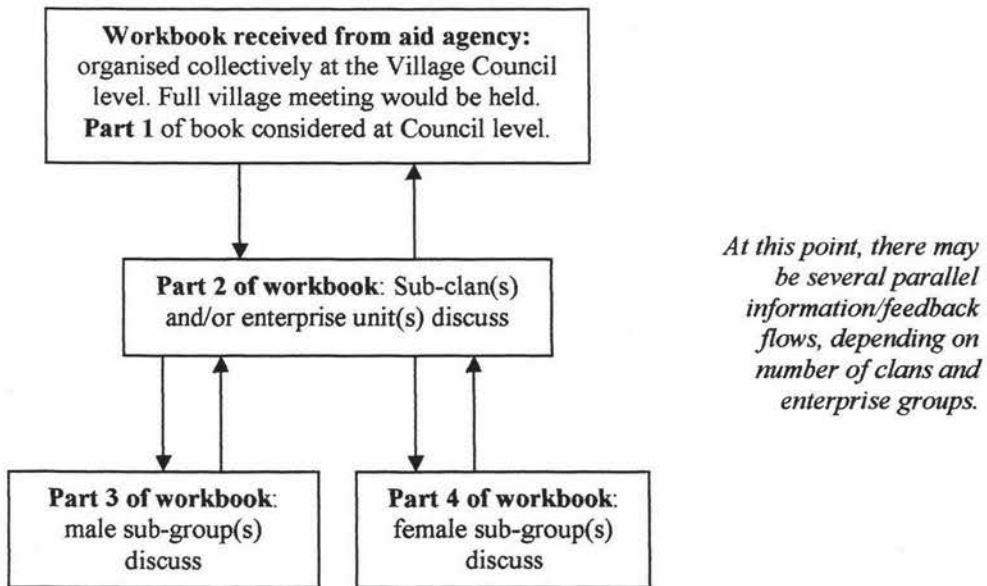 Workbook received from aid agency:
organised collectively at the Village Council
level. Full village meeting would be held.
Part 1 of book considered at Council level.
Part 2 of workbook: Sub-clan(s)
and/or enterprise unit(s) discuss
At this point, there may
be several parallel
information/feedback
flows, depending on
number of clans and
enterprise groups.
Part 3 of workbook:
male sub-group(s)
discuss
Part 4 of workbook:
female sub-group(s)
discuss